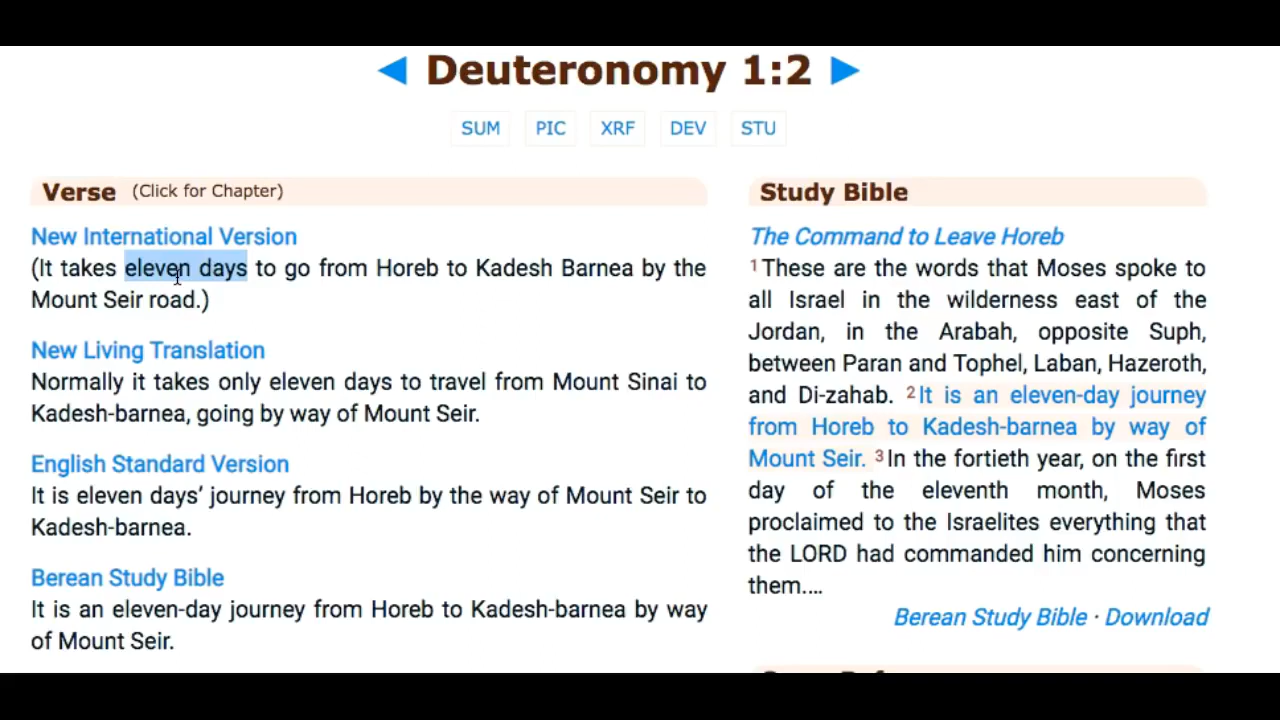 Deuteronomy 1:2
SUM PIC XRF DEV STU
Verse (Click for Chapter)
New International Version
(It takes eleven days to go from Horeb to Kadesh Barnea by the
Mount Seir road.)
New Living Translation
Normally it takes only eleven days to travel from Mount Sinai to
Kadesh-barnea, going by way of Mount Seir.
English Standard Version
It is eleven days’ journey from Horeb by the way of Mount Seir to
Kadesh-barnea.
Berean Study Bible
It is an eleven-day journey from Horeb to Kadesh-barnea by way
of Mount Seir.
Study Bible
The Command to Leave Horeb
1 These are the words that Moses spoke to
all Israel in the wilderness east of the
Jordan, in the Arabah, opposite Suph,
between Paran and Tophel, Laban, Hazeroth,
and Di-zahab. 2 It is an eleven-day journey
from Horeb to Kadesh-barnea by way of
Mount Seir. 3 In the fortieth year, on the first
day of the eleventh month, Moses
proclaimed to the Israelites everything that
the LORD had commanded him concerning
them.…
Berean Study Bible · Download